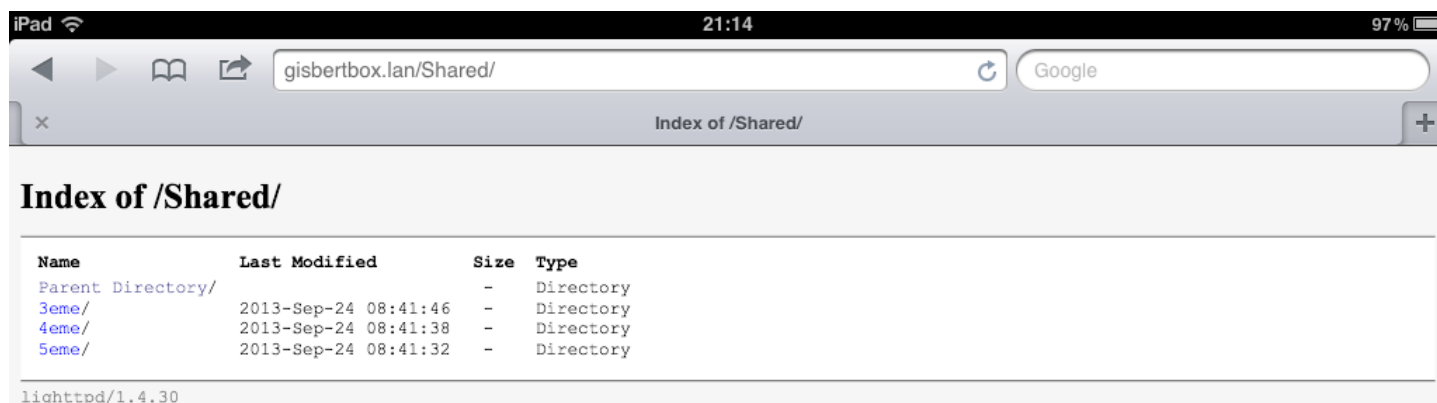 iPad 21:14 97%
gisbertbox.lan/Shared/ Google
Index of /Shared/
Index of /Shared/
Name Last Modified Size Type
Parent Directory/ - Directory
3eme/ 2013-Sep-24 08:41:46 - Directory
4eme/ 2013-Sep-24 08:41:38 - Directory
5eme/ 2013-Sep-24 08:41:32 - Directory
lighttpd/1.4.30